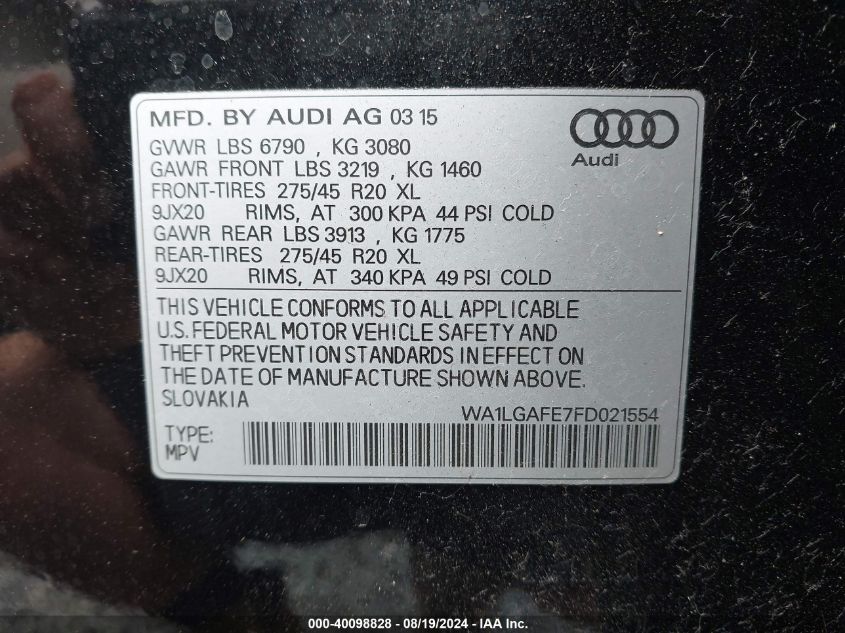 MFD. BY AUDI AG 03 15
GVWR LBS 6790 , KG 3080
GAWR FRONT LBS 3219 , KG 1460
FRONT-TIRES 275/45 R20 XL
9JX20 RIMS, AT 300 KPA 44 PSI COLD
GAWR REAR LBS 3913 , KG 1775
REAR-TIRES 275/45 R20 XL
9JX20 RIMS, AT 340 KPA 49 PSI COLD
Audi
THIS VEHICLE CONFORMS TO ALL APPLICABLE
U.S. FEDERAL MOTOR VEHICLE SAFETY AND
THEFT PREVENTION STANDARDS IN EFFECT ON
THE DATE OF MANUFACTURE SHOWN ABOVE.
SLOVAKIA WA1LGAFE7FD021554
TYPE:
MPV
000-40098828 - 08/19/2024 - IAA Inc.